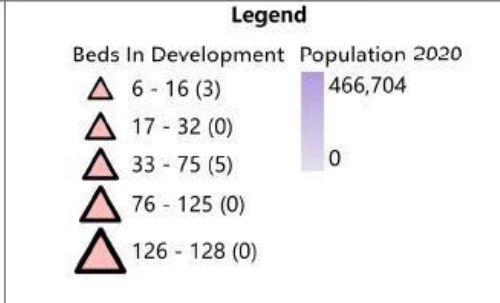 Legend
Beds In Development
6 - 16 (3)
17 - 32 (0)
33 - 75 (5)
76 - 125 (0)
126 - 128 (0)
Population 2020
466,704
0